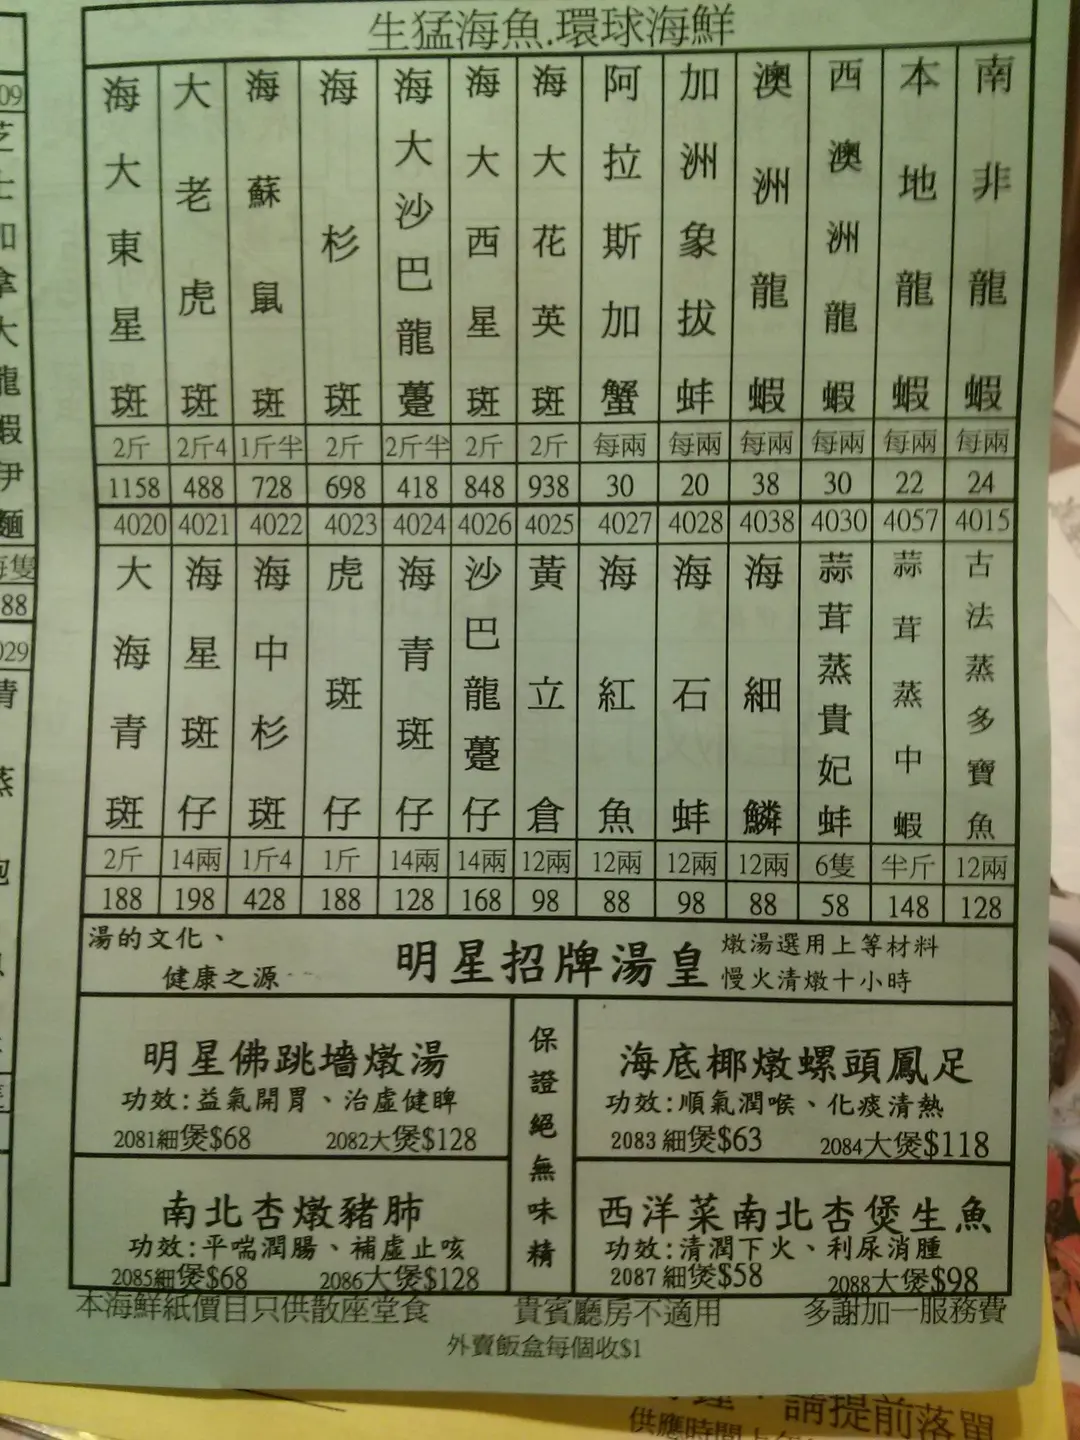 生猛海魚.環球海鮮
海大東星斑 2斤 1158
大老虎斑 2斤4 488
海蘇鼠斑 1斤半 728
海杉斑 2斤 698
海大沙巴龍躉 2斤半 418
海大西星斑 2斤 848
海大花英斑 2斤 938
阿拉斯加蟹 每兩 30
加洲象拔蚌 每兩 20
澳洲龍蝦 每兩 38
西澳洲龍蝦 每兩 30
本地龍蝦 每兩 22
南非龍蝦 每兩 24
4020 大海青斑 2斤 188
4021 海星斑仔 14兩 198
4022 海中杉斑 1斤4 428
4023 虎斑仔 1斤 188
4024 海青斑仔 14兩 128
4026 沙巴龍躉仔 14兩 168
4025 黃立倉 12兩 98
4027 海紅魚 12兩 88
4028 海石蚌 12兩 98
4038 海細鱗 12兩 88
4030 蒜茸蒸貴妃蚌 6隻 58
4057 蒜茸蒸中蝦 半斤 148
4015 古法蒸多寶魚 12兩 128
湯的文化、
健康之源
明星招牌湯皇
燉湯選用上等材料
慢火清燉十小時
明星佛跳墻燉湯
功效:益氣開胃、治虛健睥
2081細煲$68 2082大煲$128
保證絕無味精
海底椰燉螺頭鳳足
功效:順氣潤喉、化痰清熱
2083細煲$63 2084大煲$118
南北杏燉豬肺
功效:平喘潤腸、補虛止咳
2085細煲$68 2086大煲$128
西洋菜南北杏煲生魚
功效:清潤下火、利尿消腫
2087細煲$58 2088大煲$98
本海鮮紙價目只供散座堂食 貴賓廳房不適用 多謝加一服務費
外賣飯盒每個收$1
請提前落單
供應時間
加拿大龍蝦伊麵
每隻
88
029